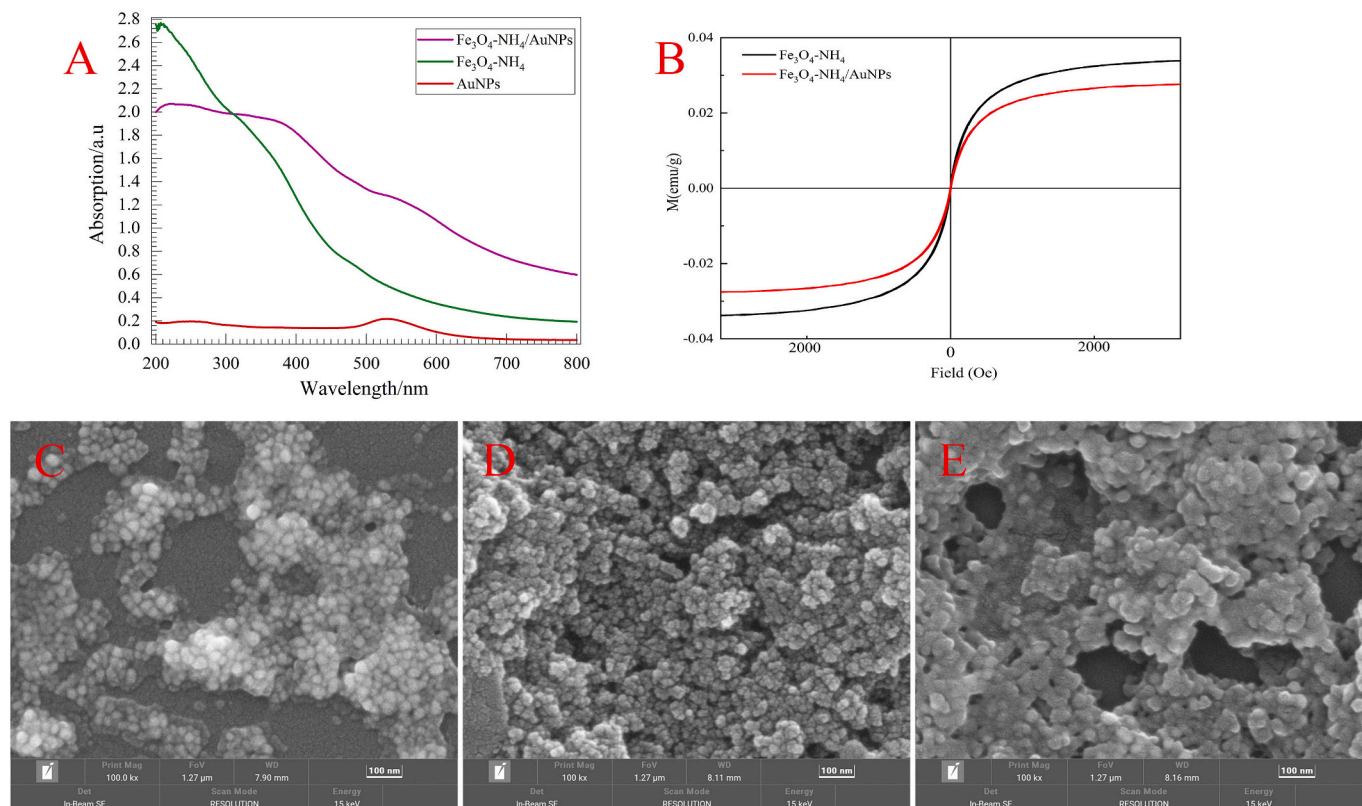 A
2.8
2.6
2.4
2.2
2.0
1.8
1.6
1.4
1.2
1.0
0.8
0.6
0.4
0.2
0.0
Absorption/a.u
Fe₃O₄-NH₄/AuNPs
Fe₃O₄-NH₄
AuNPs
200 300 400 500 600 700 800
Wavelength/nm
B
0.04
0.02
0.00
-0.02
-0.04
M(emu/g)
Fe₃O₄-NH₄
Fe₃O₄-NH₄/AuNPs
2000 0 2000
Field (Oe)
C
Print Mag FoV WD
100.0 kx 1.27 µm 7.90 mm 100 nm
Det Scan Mode Energy
In-Beam SE RESOLUTION 15 keV
D
Print Mag FoV WD
100 kx 1.27 µm 8.11 mm 100 nm
Det Scan Mode Energy
In-Beam SE RESOLUTION 15 keV
E
Print Mag FoV WD
100 kx 1.27 µm 8.16 mm 100 nm
Det Scan Mode Energy
In-Beam SE RESOLUTION 15 keV